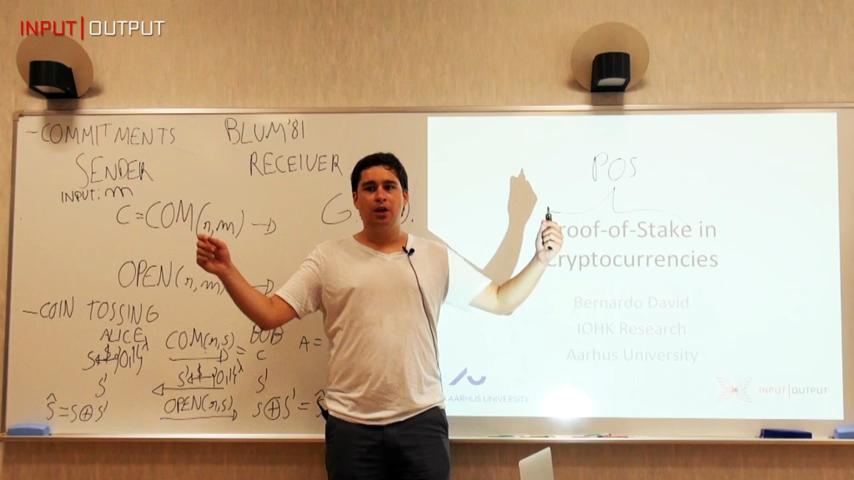 INPUT|OUTPUT
-COMMITMENTS BLUM'81
SENDER RECEIVER
INPUT: m
C=COM(r,m)
OPEN(r,m)
-COIN TOSSING
ALICE BOB
COM(r,s) C
S'
S'
OPEN(r,s)
ŝ=s⊕s'
s⊕s'=
A=
POS
Proof-of-Stake in
Cryptocurrencies
Bernardo David
IOHK Research
Aarhus University
AARHUS UNIVERSITY
INPUT|OUTPUT